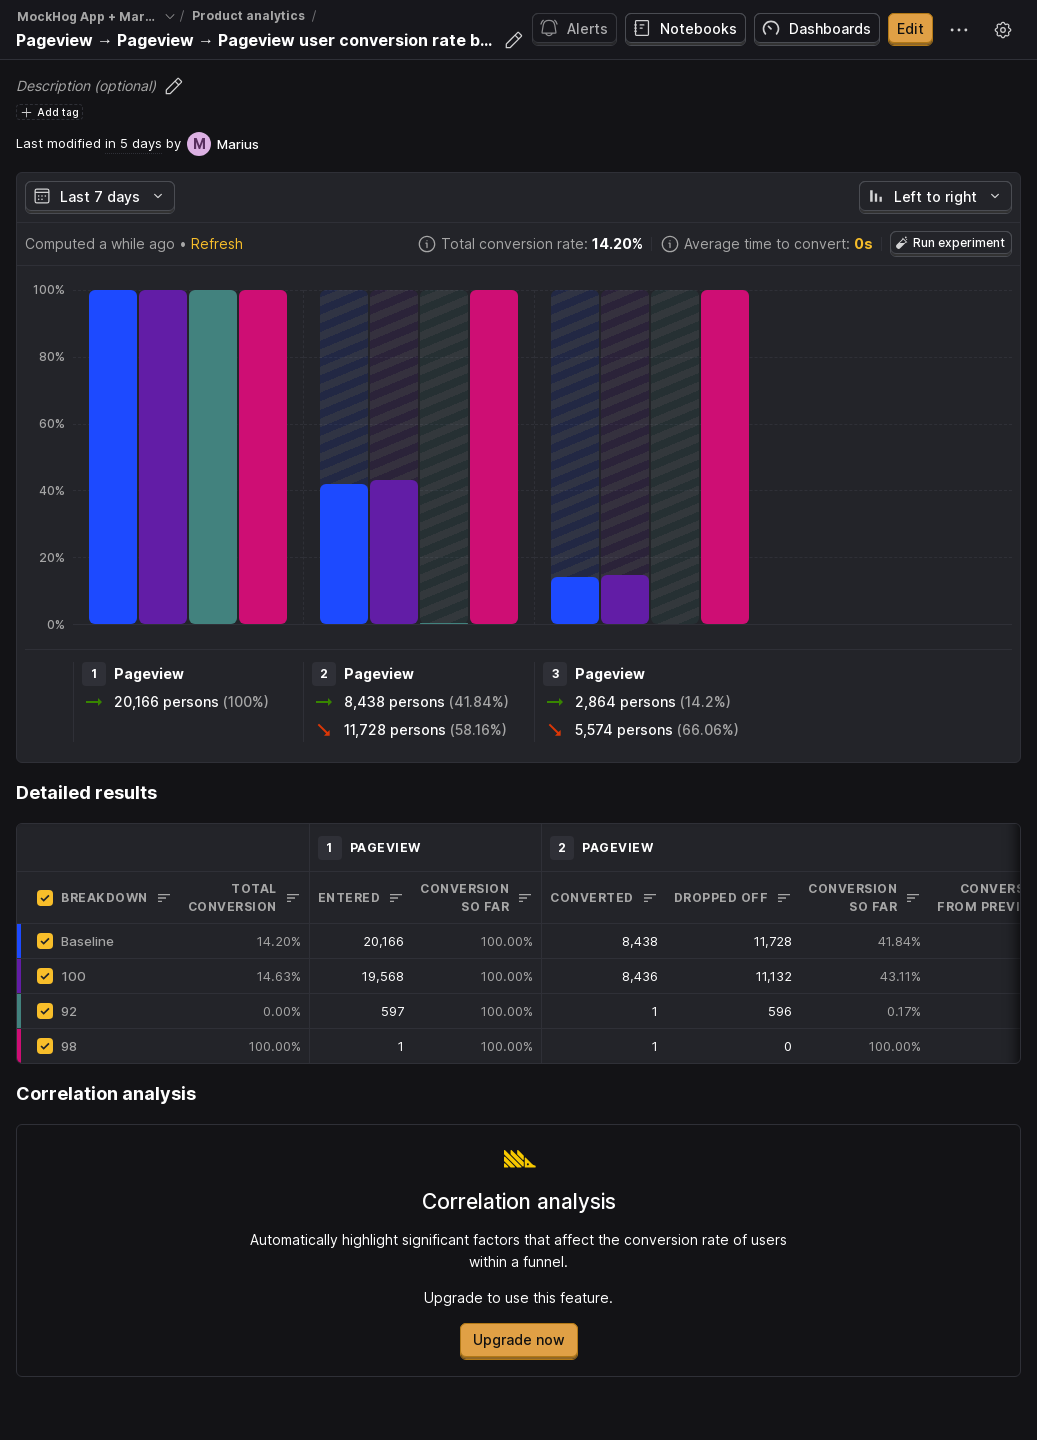 MockHog App + Mar... / Product analytics /
Pageview → Pageview → Pageview user conversion rate b...
Alerts
Notebooks
Dashboards
Edit
Description (optional)
Add tag
Last modified in 5 days by M Marius
Last 7 days
Left to right
Computed a while ago • Refresh
Total conversion rate: 14.20%
Average time to convert: 0s
Run experiment
100%
80%
60%
40%
20%
0%
1 Pageview
20,166 persons (100%)
2 Pageview
8,438 persons (41.84%)
11,728 persons (58.16%)
3 Pageview
2,864 persons (14.2%)
5,574 persons (66.06%)
Detailed results
1 PAGEVIEW 2 PAGEVIEW
BREAKDOWN
TOTAL
CONVERSION
ENTERED
CONVERSION
SO FAR
CONVERTED
DROPPED OFF
CONVERSION
SO FAR
CONVERS
FROM PREVI
Baseline 14.20% 20,166 100.00% 8,438 11,728 41.84%
100 14.63% 19,568 100.00% 8,436 11,132 43.11%
92 0.00% 597 100.00% 1 596 0.17%
98 100.00% 1 100.00% 1 0 100.00%
Correlation analysis
Correlation analysis
Automatically highlight significant factors that affect the conversion rate of users
within a funnel.
Upgrade to use this feature.
Upgrade now